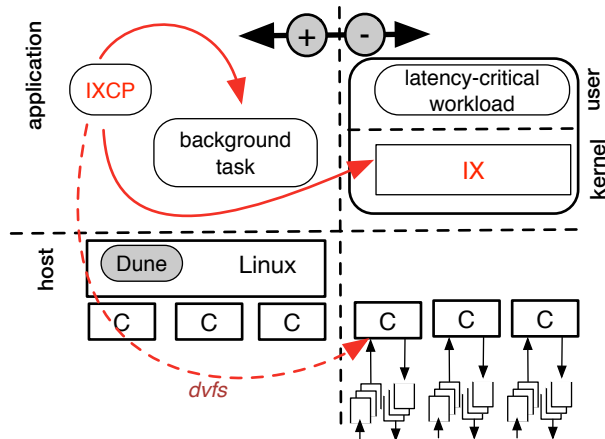 + -
application
IXCP
background
task
latency-critical
workload
user
IX
kernel
host
Dune
Linux
C C C
C C C
dvfs